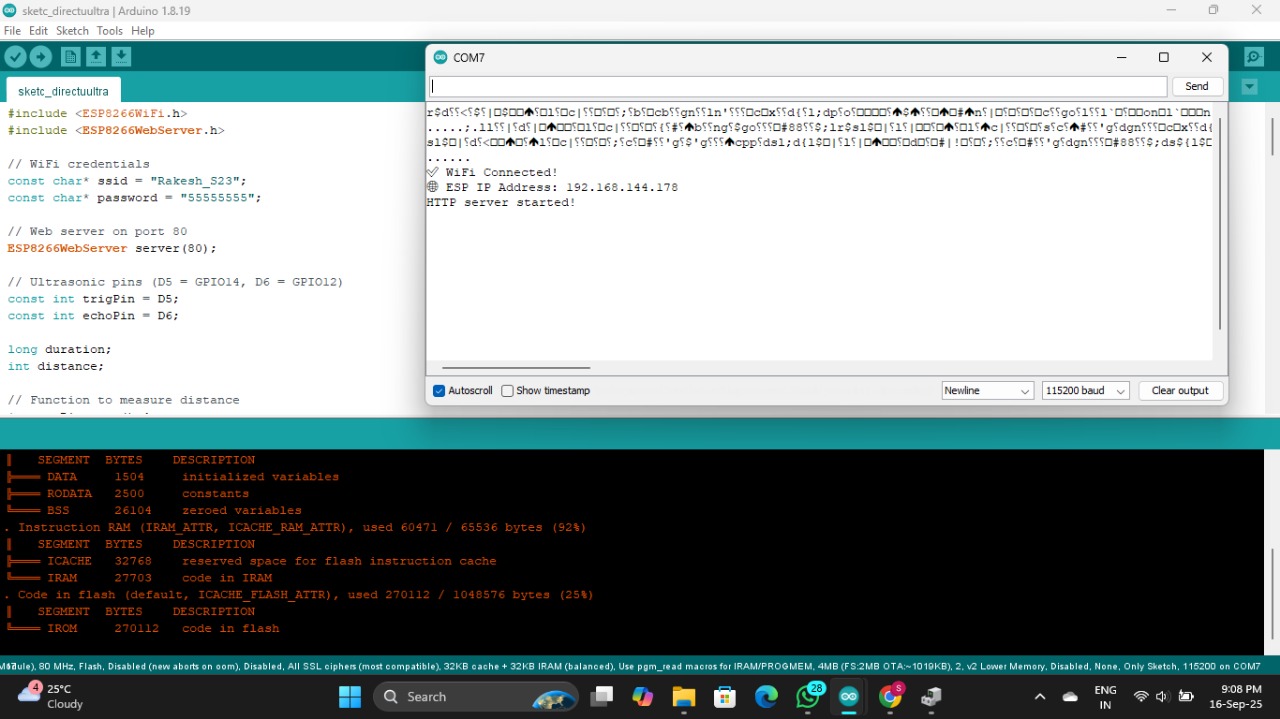 sketc_directuultra | Arduino 1.8.19
File Edit Sketch Tools Help
sketc_directuultra
#include <ESP8266WiFi.h>
#include <ESP8266WebServer.h>
// WiFi credentials
const char* ssid = "Rakesh_S23";
const char* password = "55555555";
// Web server on port 80
ESP8266WebServer server(80);
// Ultrasonic pins (D5 = GPIO14, D6 = GPIO12)
const int trigPin = D5;
const int echoPin = D6;
long duration;
int distance;
// Function to measure distance
COM7
Send
......
WiFi Connected!
ESP IP Address: 192.168.144.178
HTTP server started!
Autoscroll Show timestamp Newline 115200 baud Clear output
SEGMENT BYTES DESCRIPTION
DATA 1504 initialized variables
RODATA 2500 constants
BSS 26104 zeroed variables
. Instruction RAM (IRAM_ATTR, ICACHE_RAM_ATTR), used 60471 / 65536 bytes (92%)
SEGMENT BYTES DESCRIPTION
ICACHE 32768 reserved space for flash instruction cache
IRAM 27703 code in IRAM
. Code in flash (default, ICACHE_FLASH_ATTR), used 270112 / 1048576 bytes (25%)
SEGMENT BYTES DESCRIPTION
IROM 270112 code in flash
80 MHz, Flash, Disabled (new aborts on oom), Disabled, All SSL ciphers (most compatible), 32KB cache + 32KB IRAM (balanced), Use pgm_read macros for IRAM/PROGMEM, 4MB (FS:2MB OTA:~1019KB), 2, v2 Lower Memory, Disabled, None, Only Sketch, 115200 on COM7
4
25°C
Cloudy
Search
28
S
ENG
IN
9:08 PM
16-Sep-25